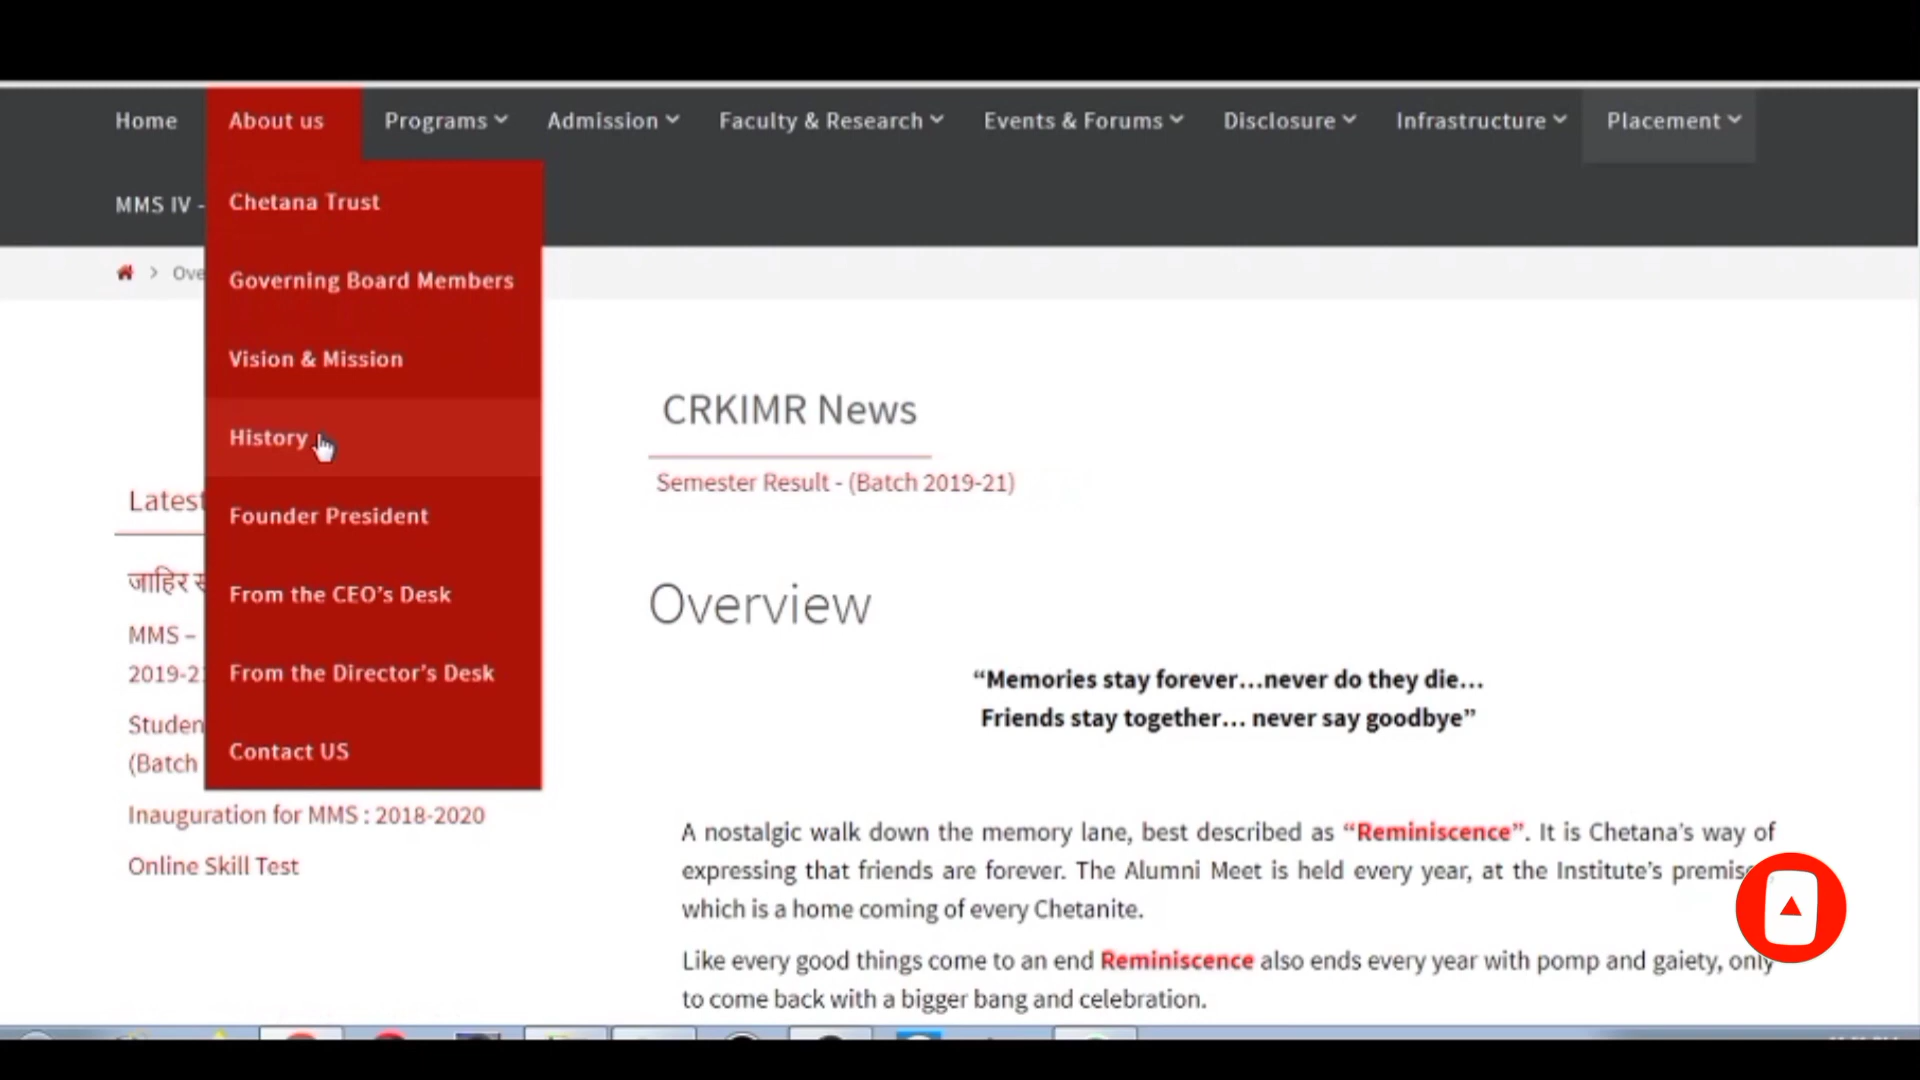 Home About us Programs Admission Faculty & Research Events & Forums Disclosure Infrastructure Placement
MMS IV -
Chetana Trust
Governing Board Members
Vision & Mission
History
Founder President
From the CEO's Desk
From the Director's Desk
Contact US
Latest
जाहिर
MMS –
2019-2
Studen
(Batch
Inauguration for MMS : 2018-2020
Online Skill Test
CRKIMR News
Semester Result - (Batch 2019-21)
Overview
“Memories stay forever…never do they die…
Friends stay together… never say goodbye”
A nostalgic walk down the memory lane, best described as “Reminiscence”. It is Chetana’s way of
expressing that friends are forever. The Alumni Meet is held every year, at the Institute’s premises,
which is a home coming of every Chetanite.
Like every good things come to an end Reminiscence also ends every year with pomp and gaiety, only
to come back with a bigger bang and celebration.